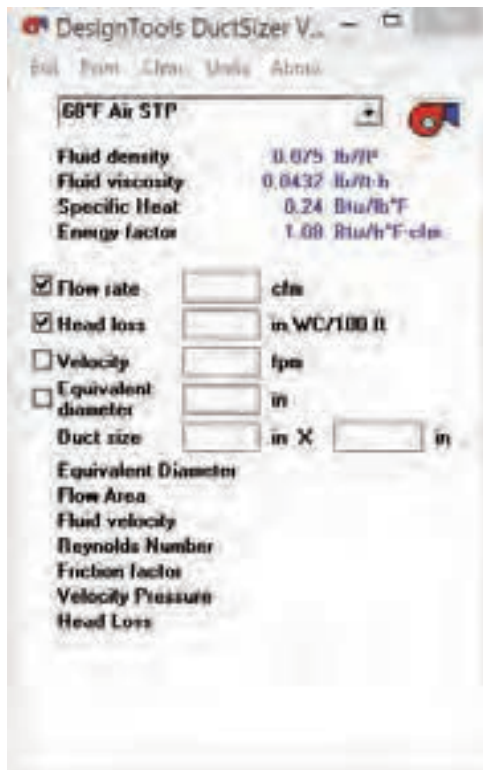 DesignTools DuctSizer V...
Exit Print Clear Units About
68°F Air STP
Fluid density 0.075 lb/ft³
Fluid viscosity 0.0432 lb/ft·h
Specific Heat 0.24 Btu/lb°F
Energy factor 1.08 Btu/h°F·cfm
Flow rate cfm
Head loss in WC/100 ft
Velocity fpm
Equivalent
diameter in
Duct size in X in
Equivalent Diameter
Flow Area
Fluid velocity
Reynolds Number
Friction factor
Velocity Pressure
Head Loss